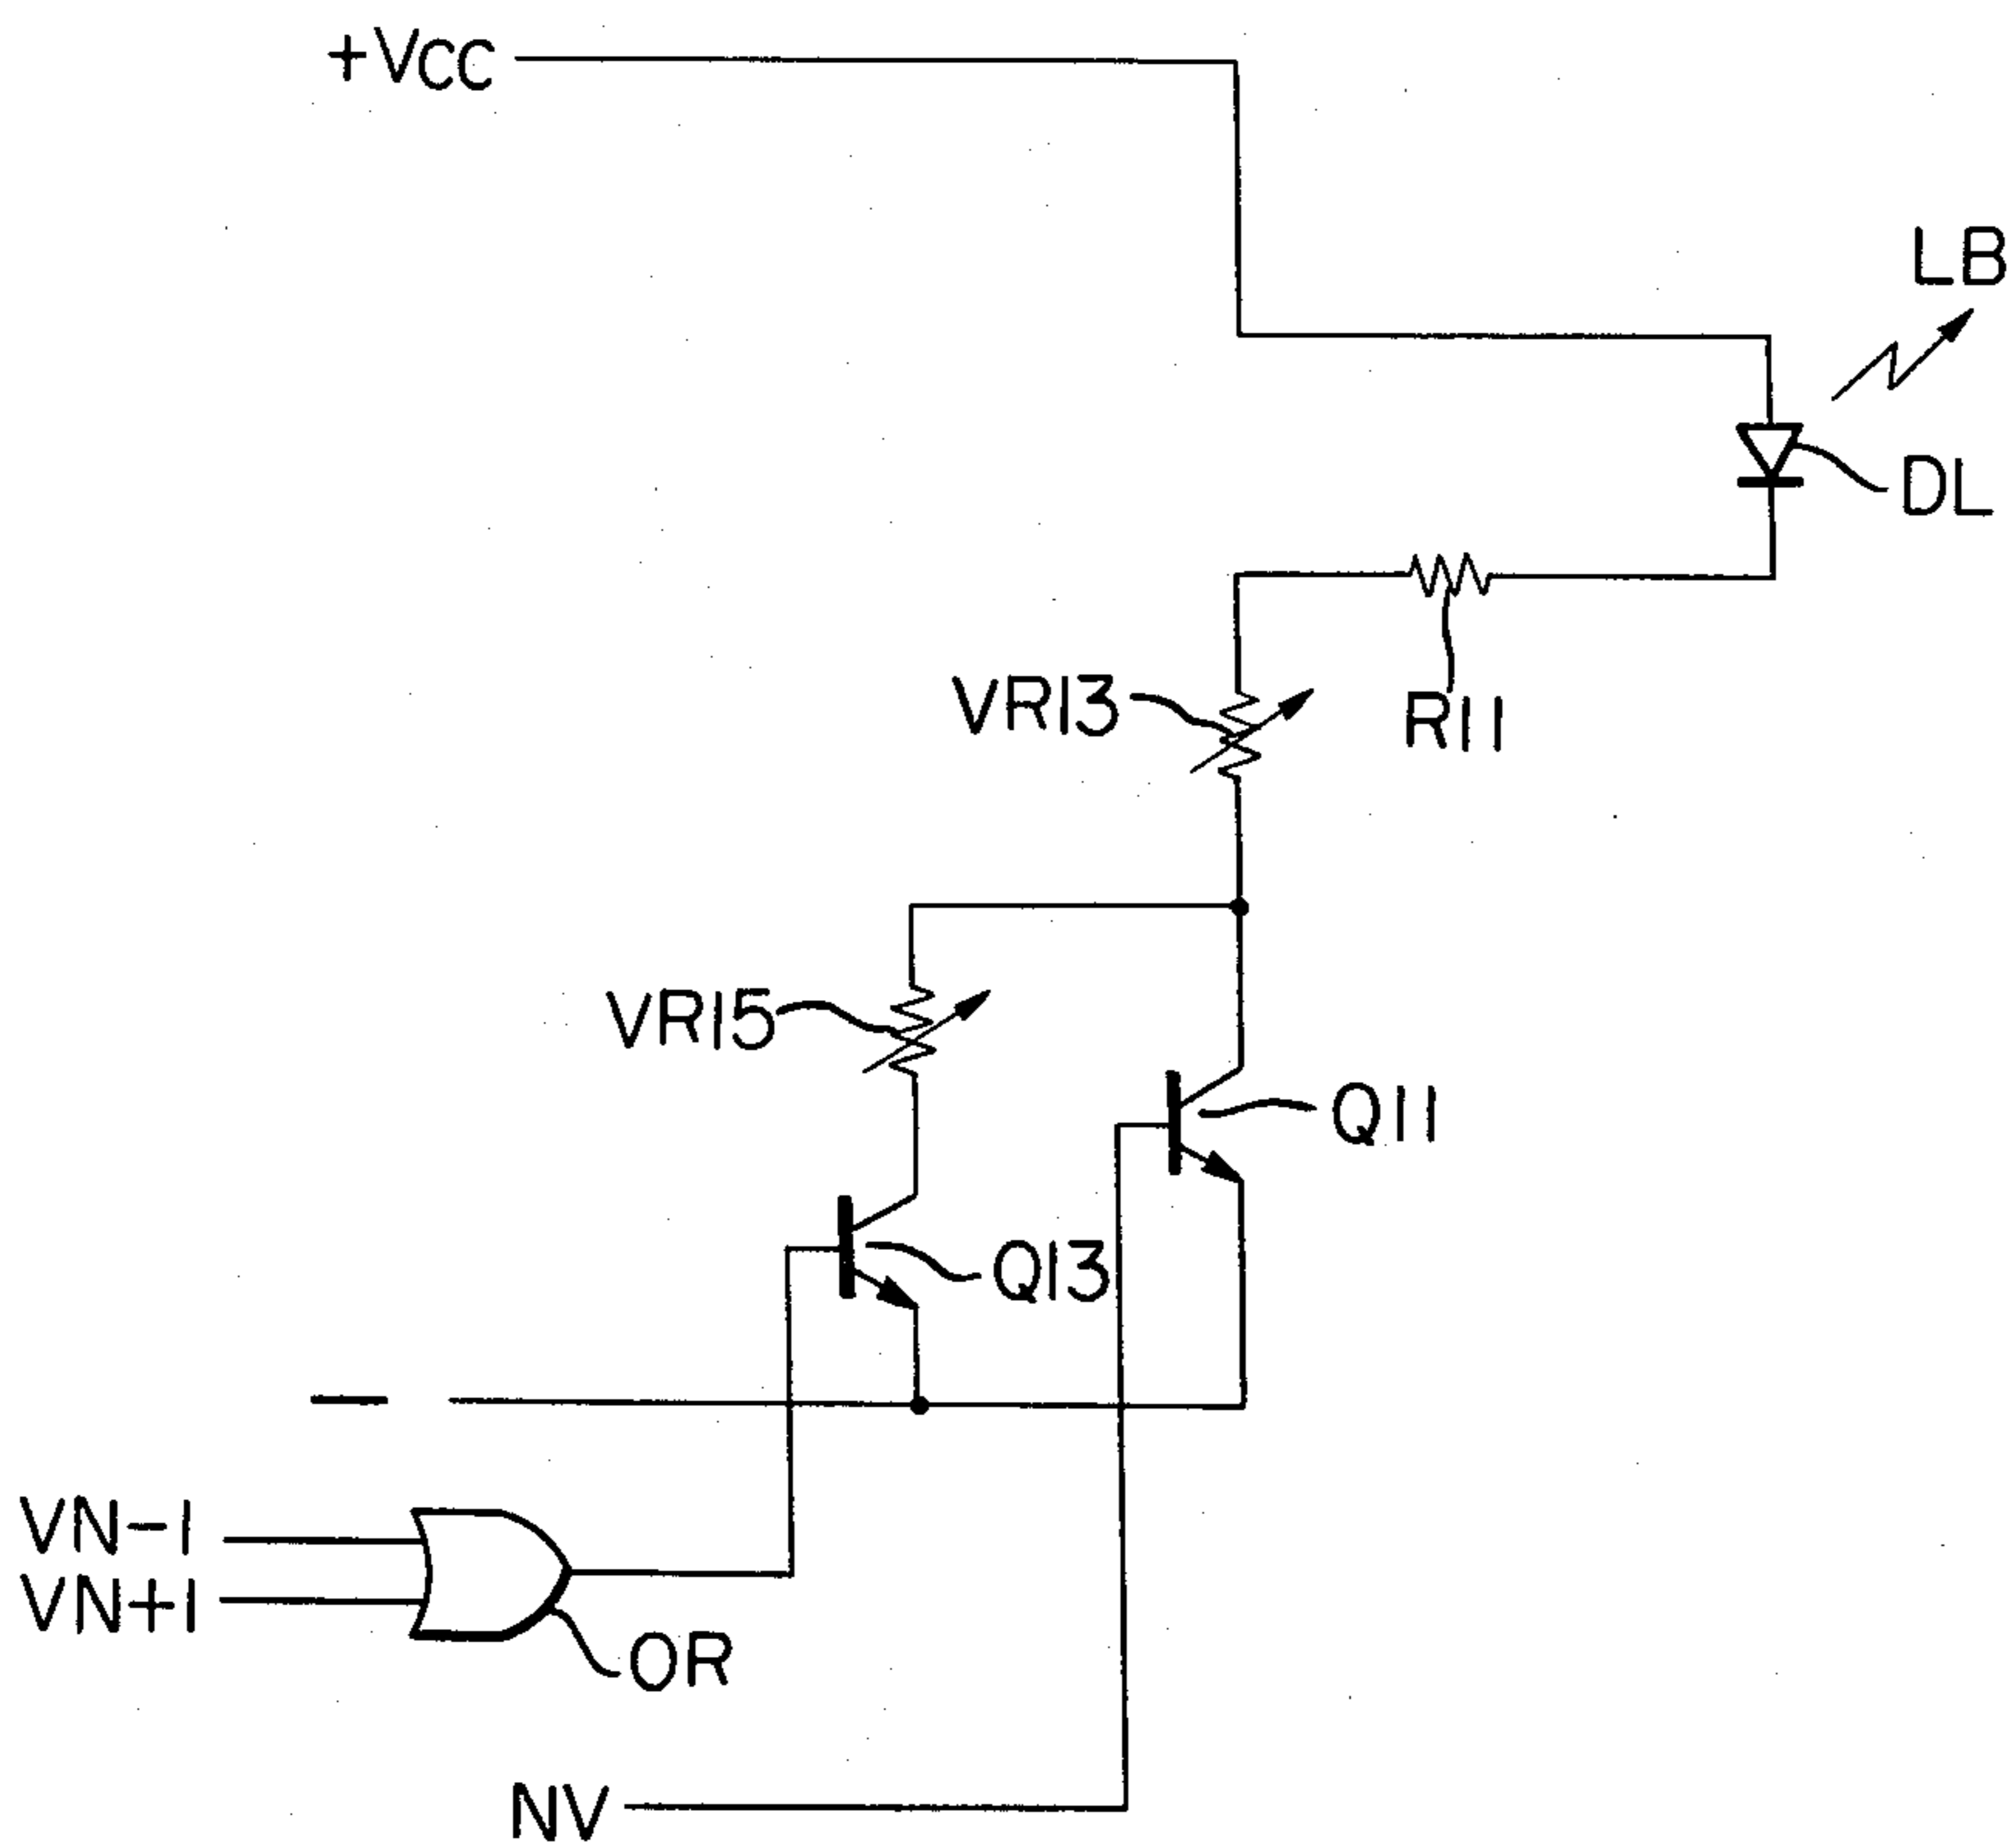 +VCC
LB
DL
VR13
R11
VR15
Q11
Q13
—
VN-1
VN+1
OR
NV